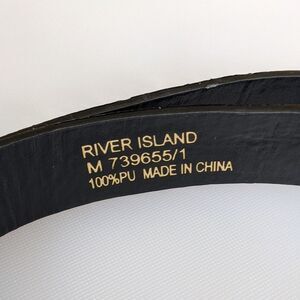 RIVER ISLAND
M 739655/1
100%PU MADE IN CHINA